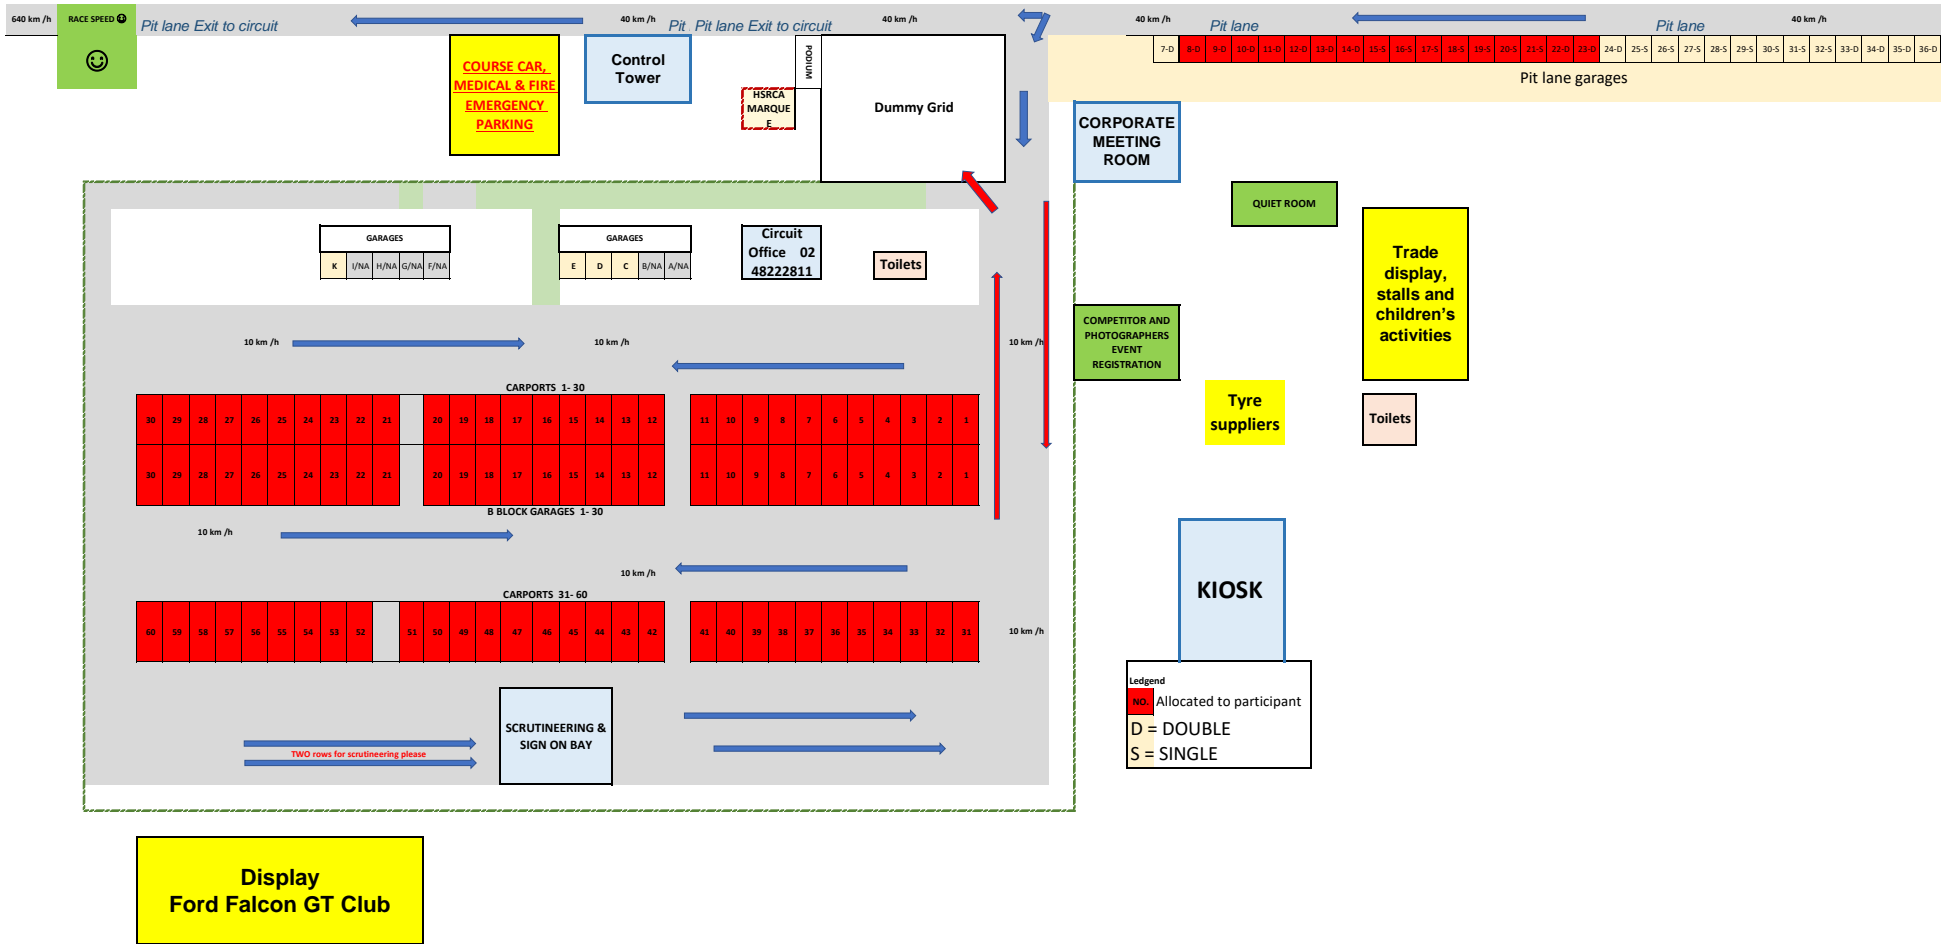 640 km /h
RACE SPEED ☻
Pit lane Exit to circuit
40 km /h
Pit
Pit lane Exit to circuit
40 km /h
40 km /h
Pit lane
Pit lane
40 km /h
☺
COURSE CAR,
MEDICAL & FIRE
EMERGENCY
PARKING
Control
Tower
PODIUM
HSRCA
MARQUE
E
Dummy Grid
7-D 8-D 9-D 10-D 11-D 12-D 13-D 14-D 15-S 16-S 17-S 18-S 19-S 20-S 21-S 22-D 23-D 24-D 25-S 26-S 27-S 28-S 29-S 30-S 31-S 32-S 33-D 34-D 35-D 36-D
Pit lane garages
CORPORATE
MEETING
ROOM
QUIET ROOM
GARAGES
K I/NA H/NA G/NA F/NA
GARAGES
E D C B/NA A/NA
Circuit
Office 02
48222811
Toilets
Trade
display,
stalls and
children's
activities
COMPETITOR AND
PHOTOGRAPHERS
EVENT
REGISTRATION
10 km /h
10 km /h
10 km /h
CARPORTS 1- 30
30 29 28 27 26 25 24 23 22 21 20 19 18 17 16 15 14 13 12 11 10 9 8 7 6 5 4 3 2 1
30 29 28 27 26 25 24 23 22 21 20 19 18 17 16 15 14 13 12 11 10 9 8 7 6 5 4 3 2 1
B BLOCK GARAGES 1- 30
Tyre
suppliers
Toilets
10 km /h
10 km /h
CARPORTS 31- 60
60 59 58 57 56 55 54 53 52 51 50 49 48 47 46 45 44 43 42 41 40 39 38 37 36 35 34 33 32 31
10 km /h
KIOSK
Ledgend
NO. Allocated to participant
D = DOUBLE
S = SINGLE
SCRUTINEERING &
SIGN ON BAY
TWO rows for scrutineering please
Display
Ford Falcon GT Club